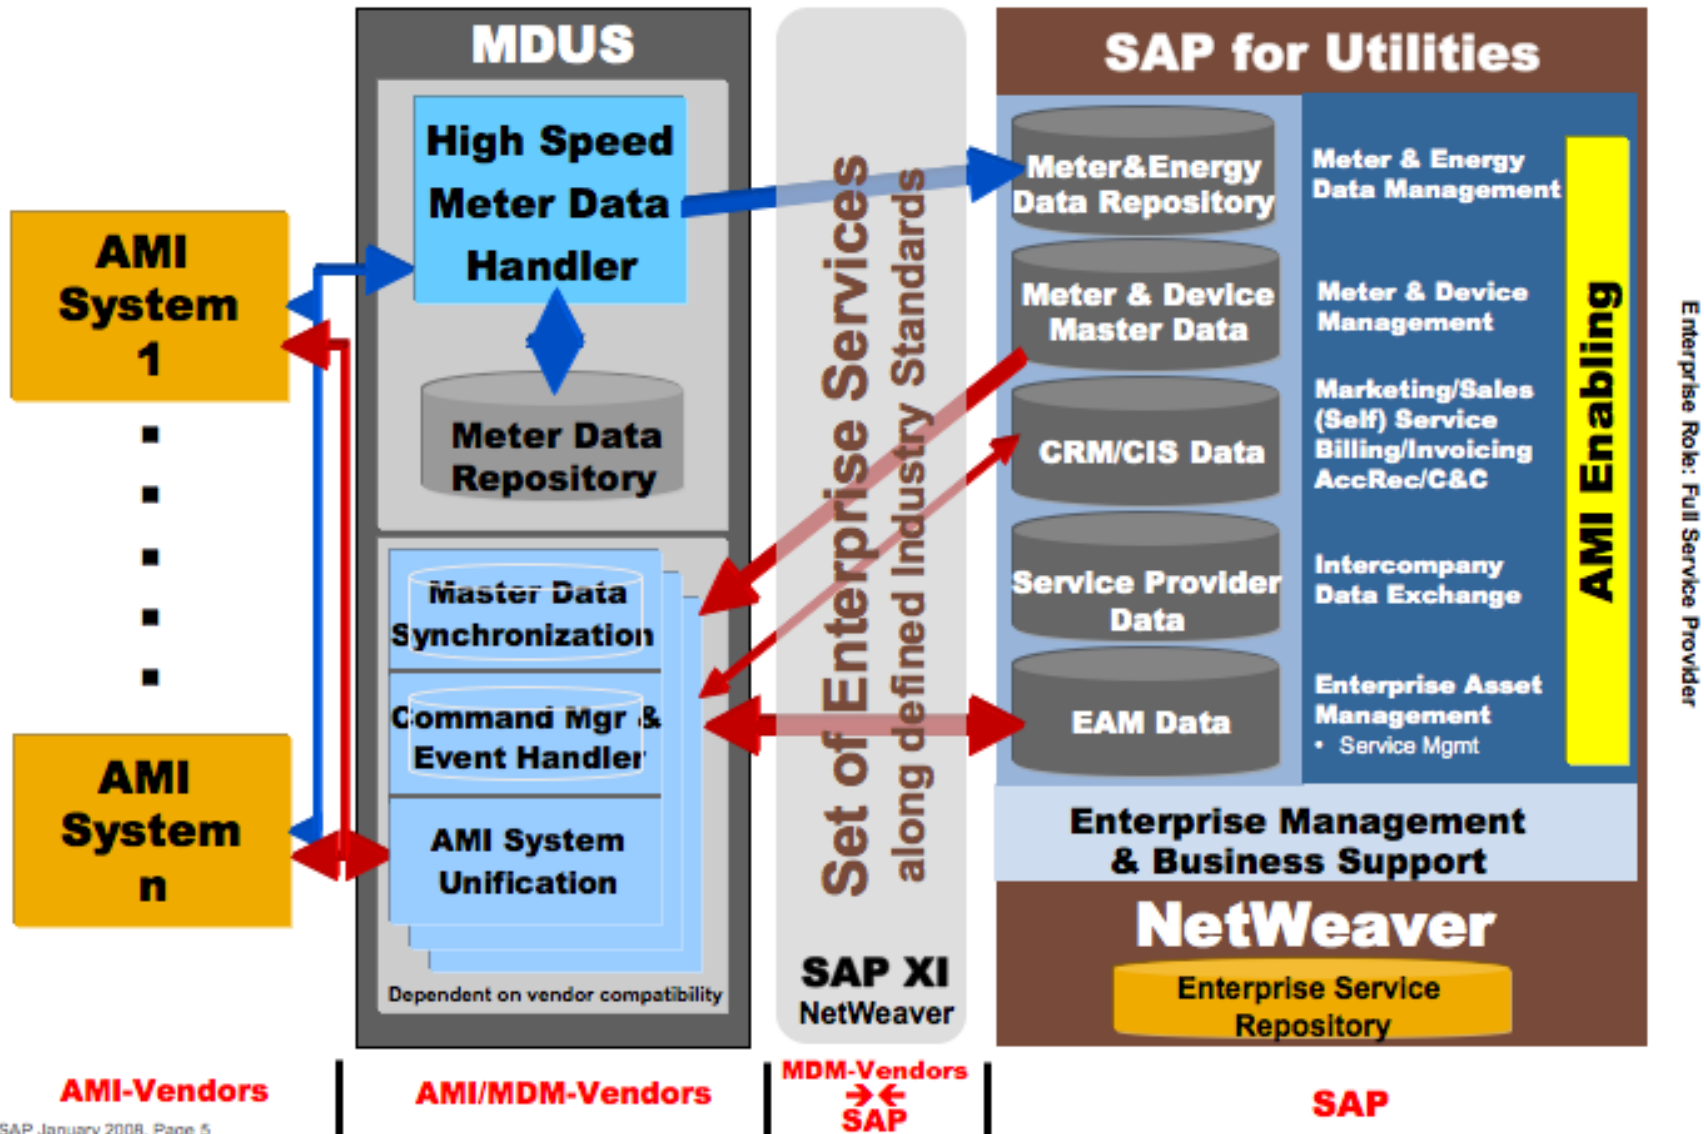 MDUS
High Speed
Meter Data
Handler
Meter Data
Repository
Master Data
Synchronization
Command Mgr &
Event Handler
AMI System
Unification
Dependent on vendor compatibility
AMI
System
1
AMI
System
n
Set of Enterprise Services
along defined Industry Standards
SAP XI
NetWeaver
SAP for Utilities
Meter&Energy
Data Repository
Meter & Device
Master Data
CRM/CIS Data
Service Provider
Data
EAM Data
Meter & Energy
Data Management
Meter & Device
Management
Marketing/Sales
(Self) Service
Billing/Invoicing
AccRec/C&C
Intercompany
Data Exchange
Enterprise Asset
Management
• Service Mgmt
AMI Enabling
Enterprise Management
& Business Support
NetWeaver
Enterprise Service
Repository
Enterprise Role: Full Service Provider
AMI-Vendors
AMI/MDM-Vendors
MDM-Vendors
SAP
SAP
SAP January 2008, Page 5